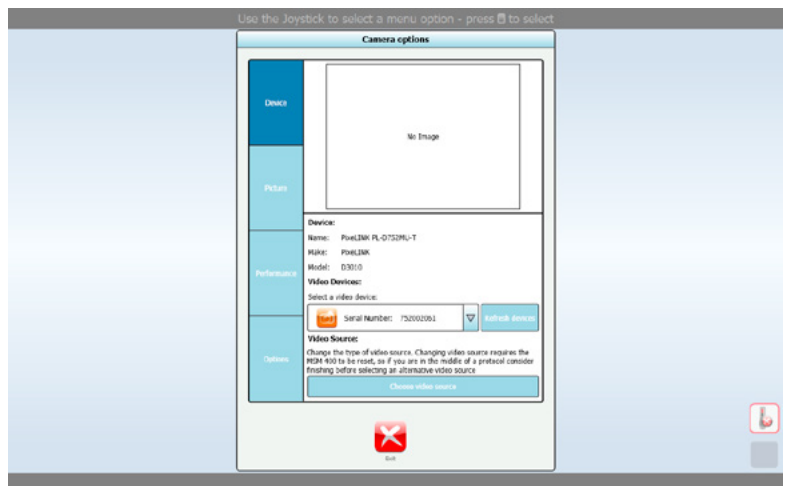 Use the Joystick to select a menu option - press to select
Camera options
Device
No Image
Picture
Device:
Name: PixeLINK PL-D752MU-T
Make: PixeLINK
Performance
Model: D3010
Video Devices:
Select a video device:
Serial Number: 752002061
Refresh devices
Video Source:
Options
Change the type of video source. Changing video source requires the
MSM 400 to be reset, so if you are in the middle of a protocol consider
finishing before selecting an alternative video source
Choose video source
Exit